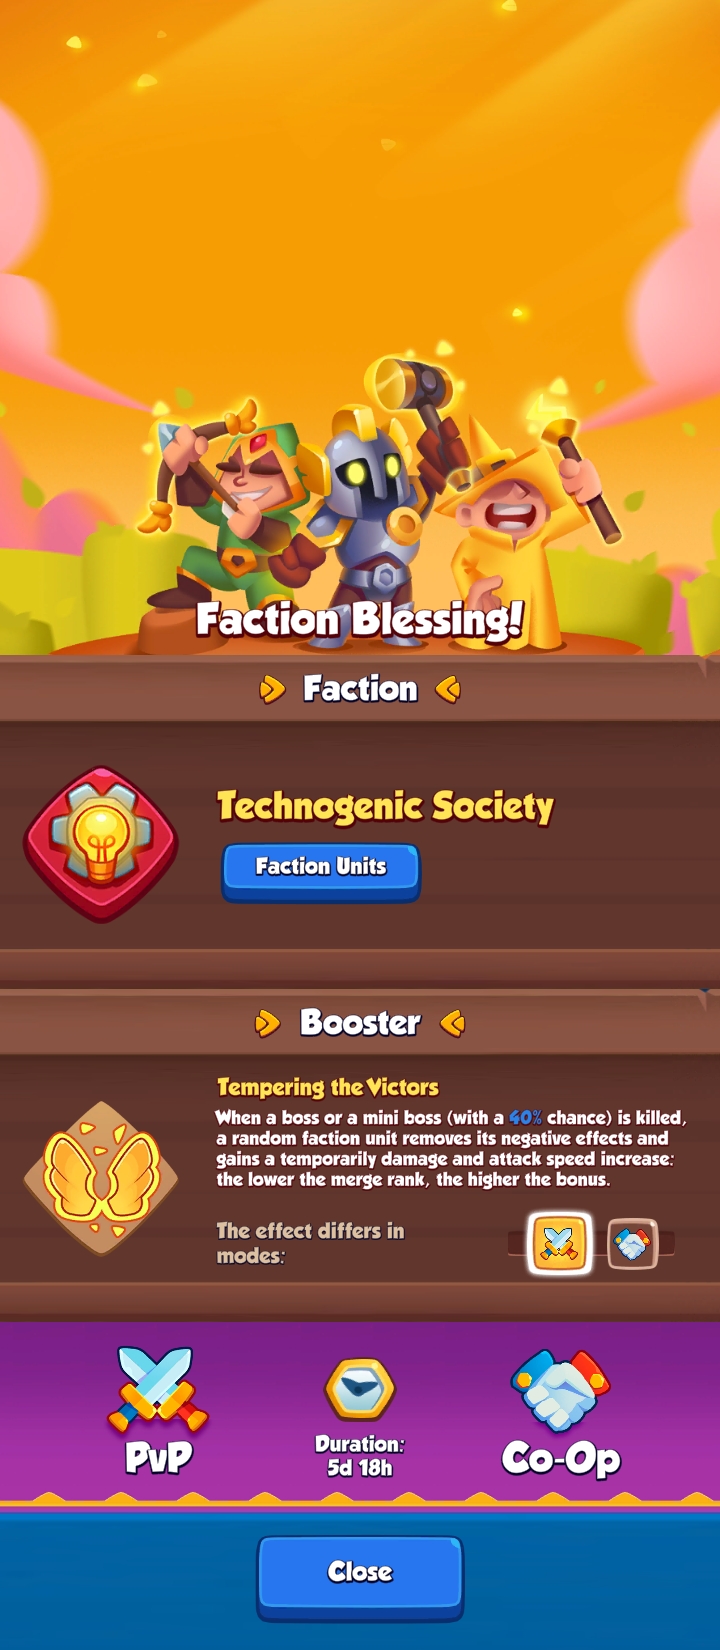 Faction Blessing!
Faction
Technogenic Society
Faction Units
Booster
Tempering the Victors
When a boss or a mini boss (with a 40% chance) is killed,
a random faction unit removes its negative effects and
gains a temporarily damage and attack speed increase:
the lower the merge rank, the higher the bonus.
The effect differs in
modes:
PvP
Duration:
5d 18h
Co-Op
Close